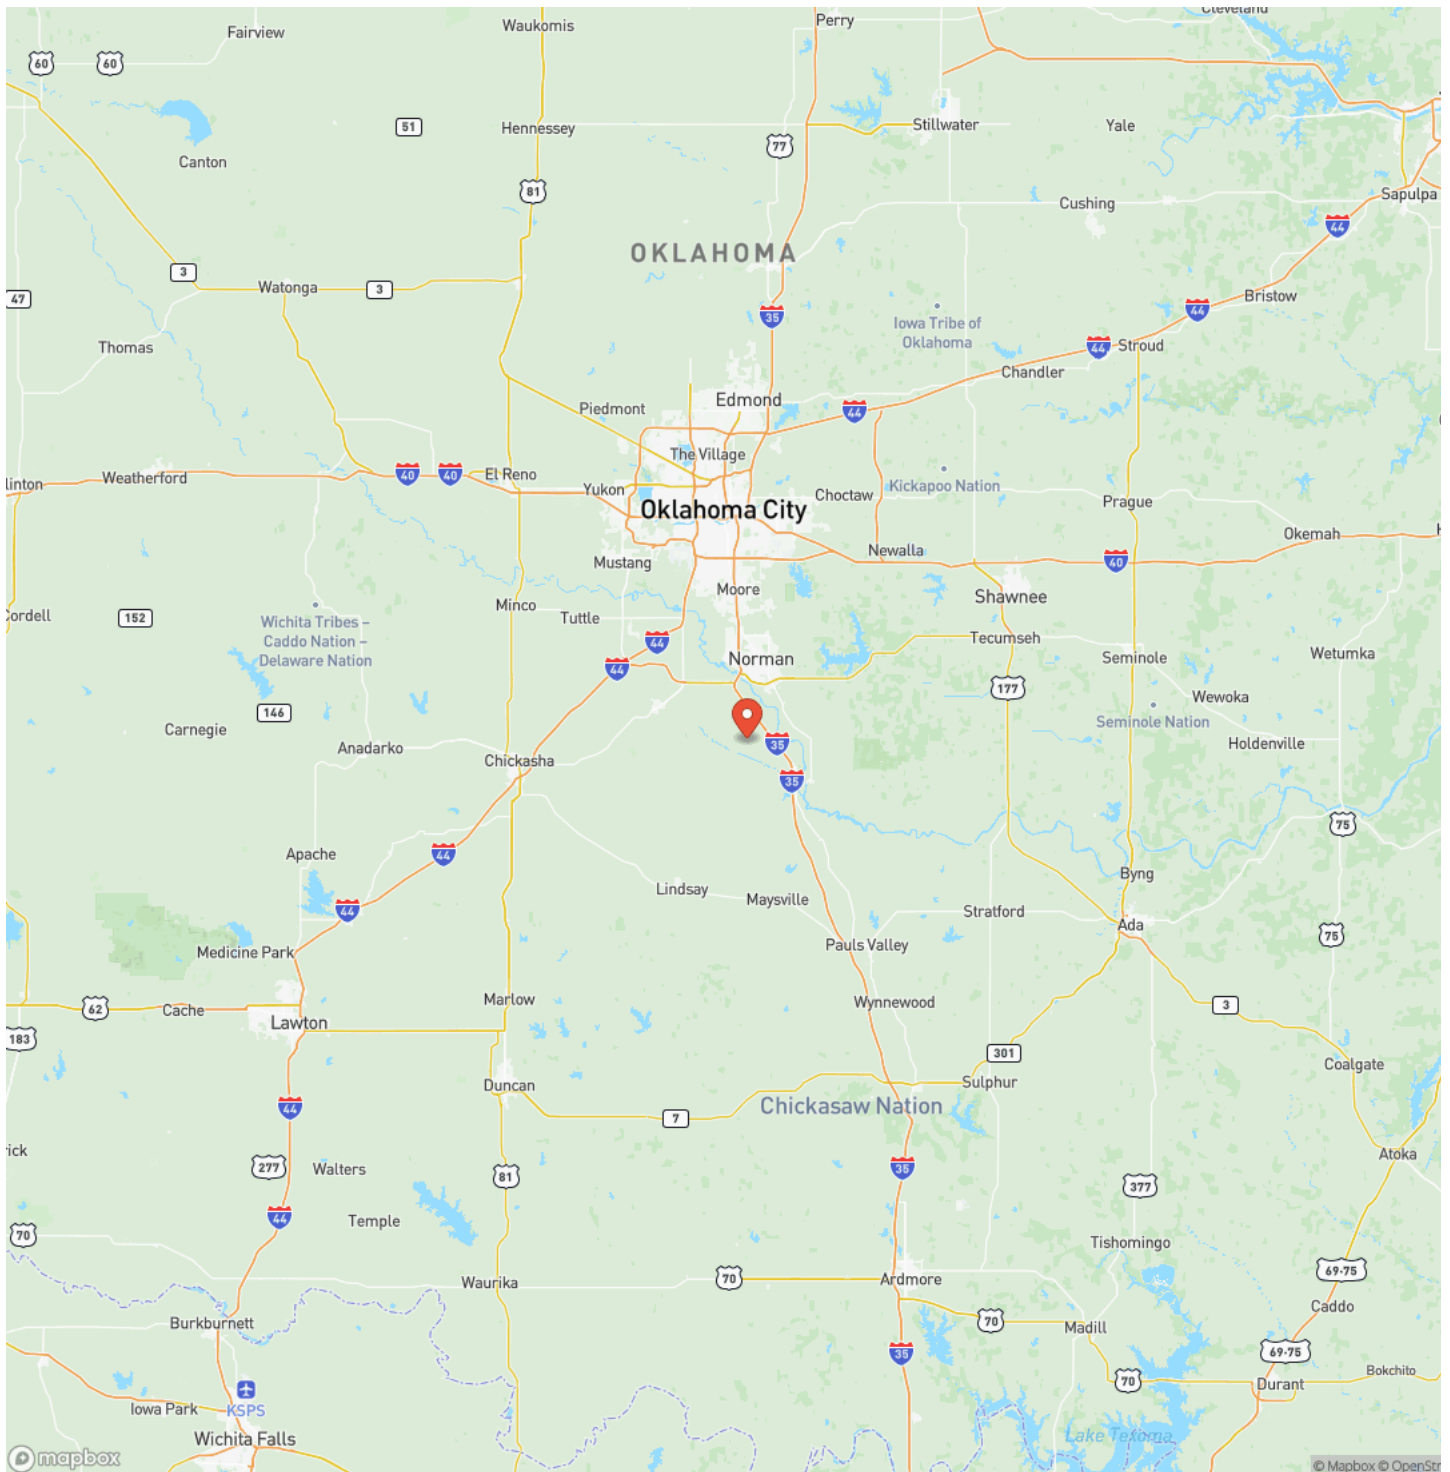 Cleveland
Perry
Waukomis
Fairview
60
60
51
Hennessey
Stillwater
Yale
77
Canton
81
Sapulpa
Cushing
44
OKLAHOMA
3
Watonga
3
47
Bristow
44
35
Iowa Tribe of
Oklahoma
Thomas
44
Stroud
Chandler
Edmond
Piedmont
44
The Village
Weatherford
40
40
El Reno
linton
Yukon
Choctaw
Kickapoo Nation
Oklahoma City
Prague
Okemah
Newalla
40
Mustang
Moore
Shawnee
Minco
Tuttle
Cordell
152
Wichita Tribes –
Caddo Nation –
Delaware Nation
44
Tecumseh
44
Norman
Seminole
Wetumka
177
Wewoka
146
Seminole Nation
Carnegie
Anadarko
35
Holdenville
Chickasha
35
75
Apache
44
Byng
Lindsay
Maysville
44
Stratford
Ada
75
Medicine Park
Pauls Valley
Marlow
Wynnewood
62
Cache
3
Lawton
183
301
Coalgate
Duncan
Sulphur
44
7
Chickasaw Nation
rick
277
Walters
81
35
Atoka
377
44
Temple
70
Tishomingo
Waurika
70
Ardmore
69-75
Caddo
Burkburnett
70
Madill
35
69-75
Bokchito
70
Durant
KSPS
Iowa Park
Wichita Falls
Lake Texoma
mapbox
© Mapbox © OpenStr